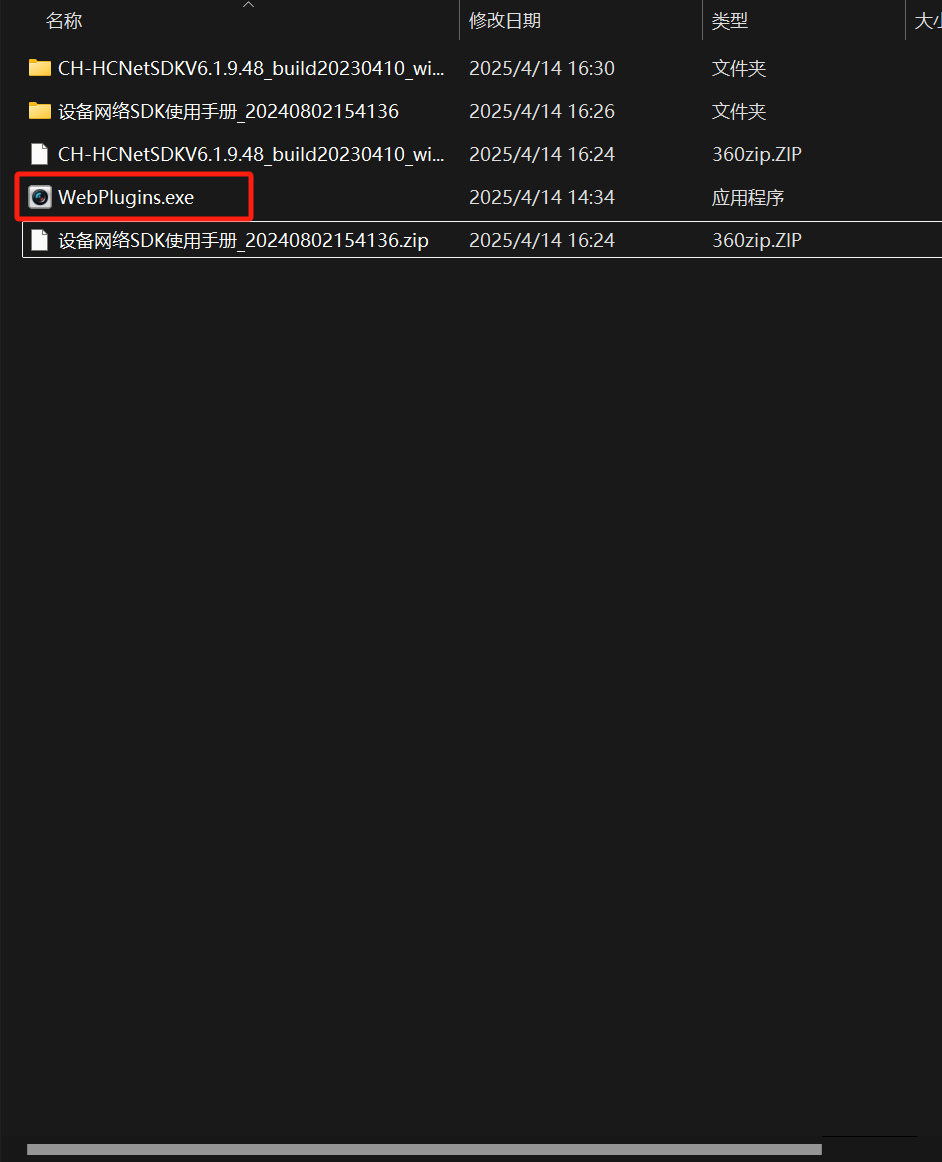 名称 修改日期 类型 大小
CH-HCNetSDKV6.1.9.48_build20230410_wi... 2025/4/14 16:30 文件夹
设备网络SDK使用手册_20240802154136 2025/4/14 16:26 文件夹
CH-HCNetSDKV6.1.9.48_build20230410_wi... 2025/4/14 16:24 360zip.ZIP
WebPlugins.exe 2025/4/14 14:34 应用程序
设备网络SDK使用手册_20240802154136.zip 2025/4/14 16:24 360zip.ZIP